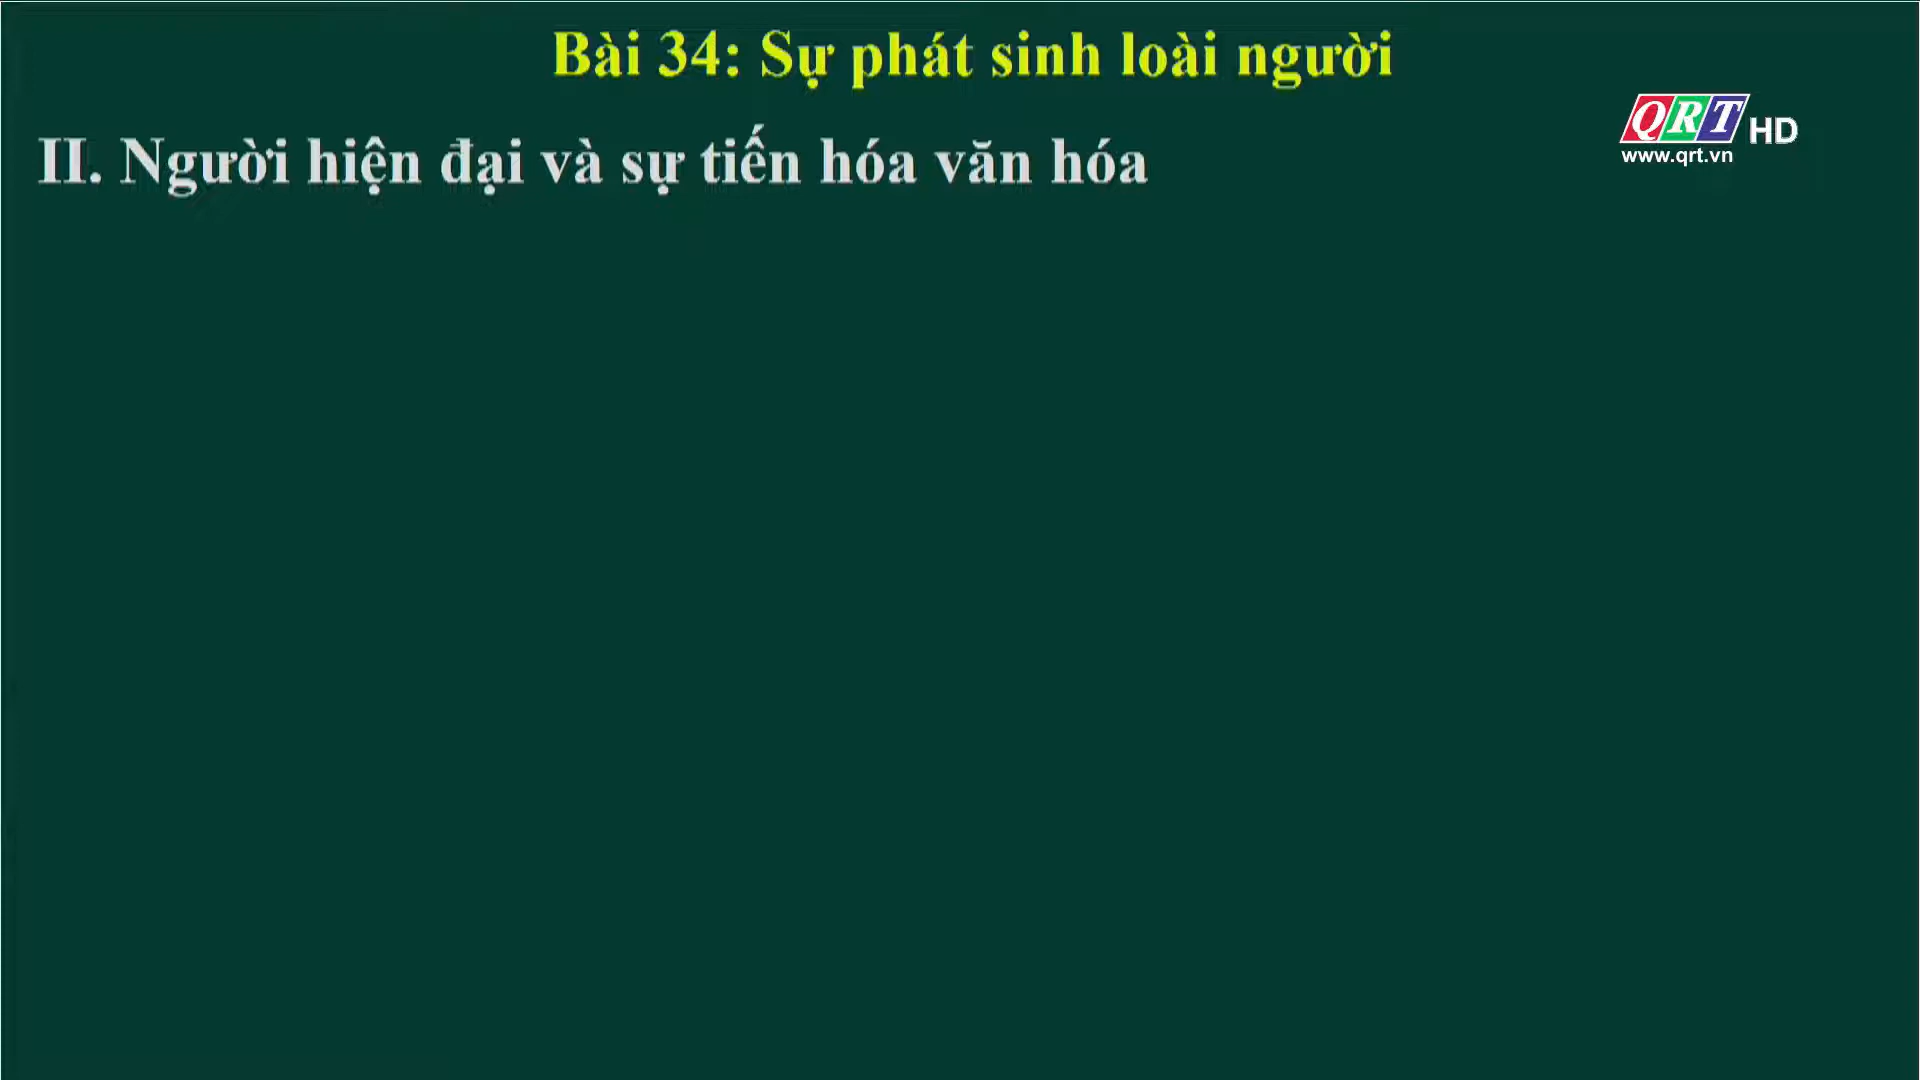 Bài 34: Sự phát sinh loài người
QRT HD
www.qrt.vn
II. Người hiện đại và sự tiến hóa văn hóa